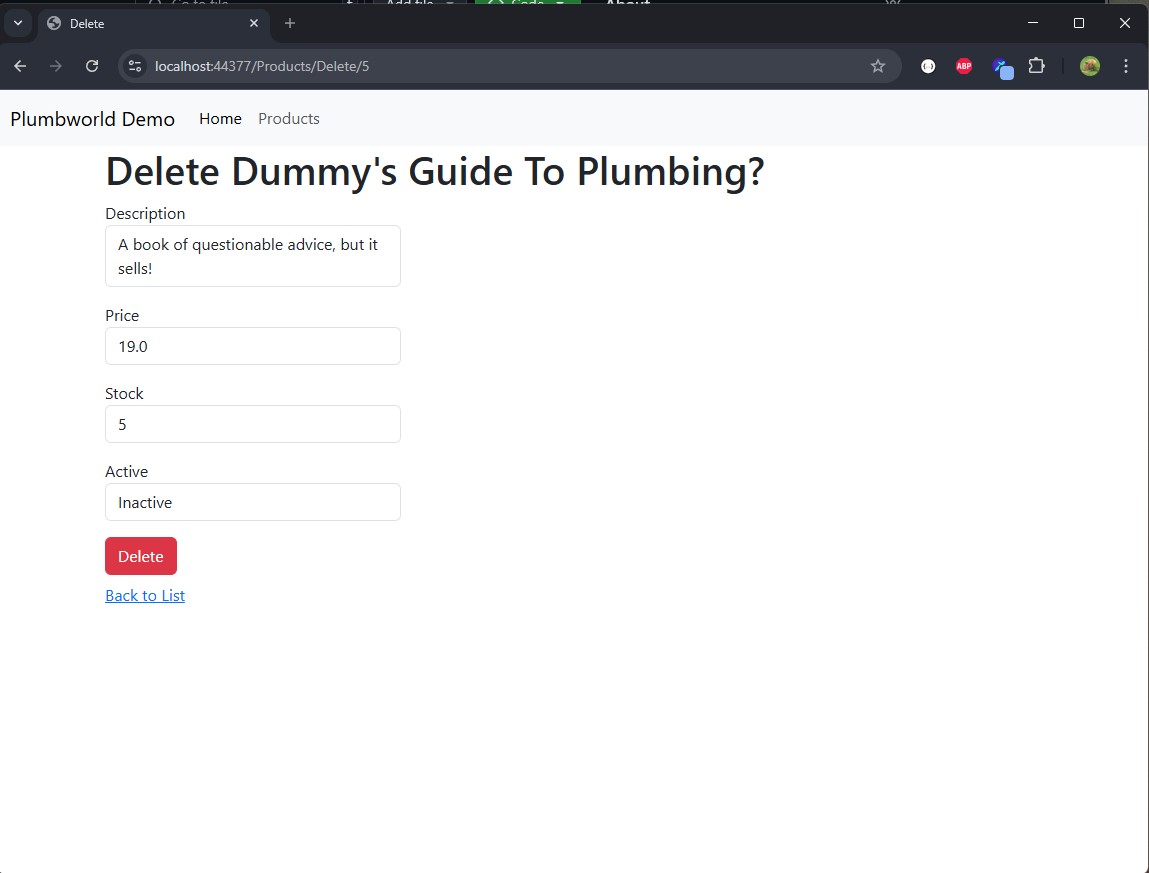 Delete
localhost:44377/Products/Delete/5
ABP
Plumbworld Demo Home Products
Delete Dummy's Guide To Plumbing?
Description
A book of questionable advice, but it
sells!
Price
19.0
Stock
5
Active
Inactive
Delete
Back to List